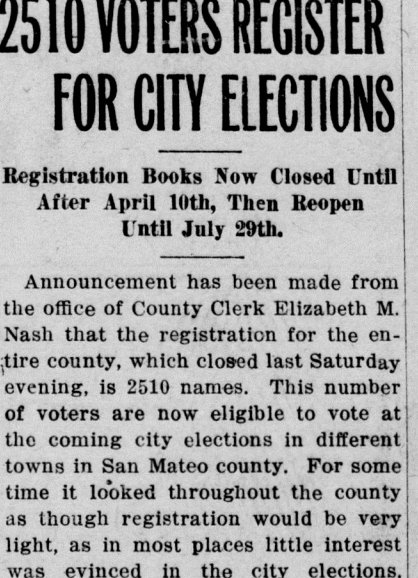 2510 VOTERS REGISTER
FOR CITY ELECTIONS
Registration Books Now Closed Until
After April 10th, Then Reopen
Until July 29th.
Announcement has been made from
the office of County Clerk Elizabeth M.
Nash that the registration for the en-
tire county, which closed last Saturday
evening, is 2510 names. This number
of voters are now eligible to vote at
the coming city elections in different
towns in San Mateo county. For some
time it looked throughout the county
as though registration would be very
light, as in most places little interest
was evinced in the city elections.